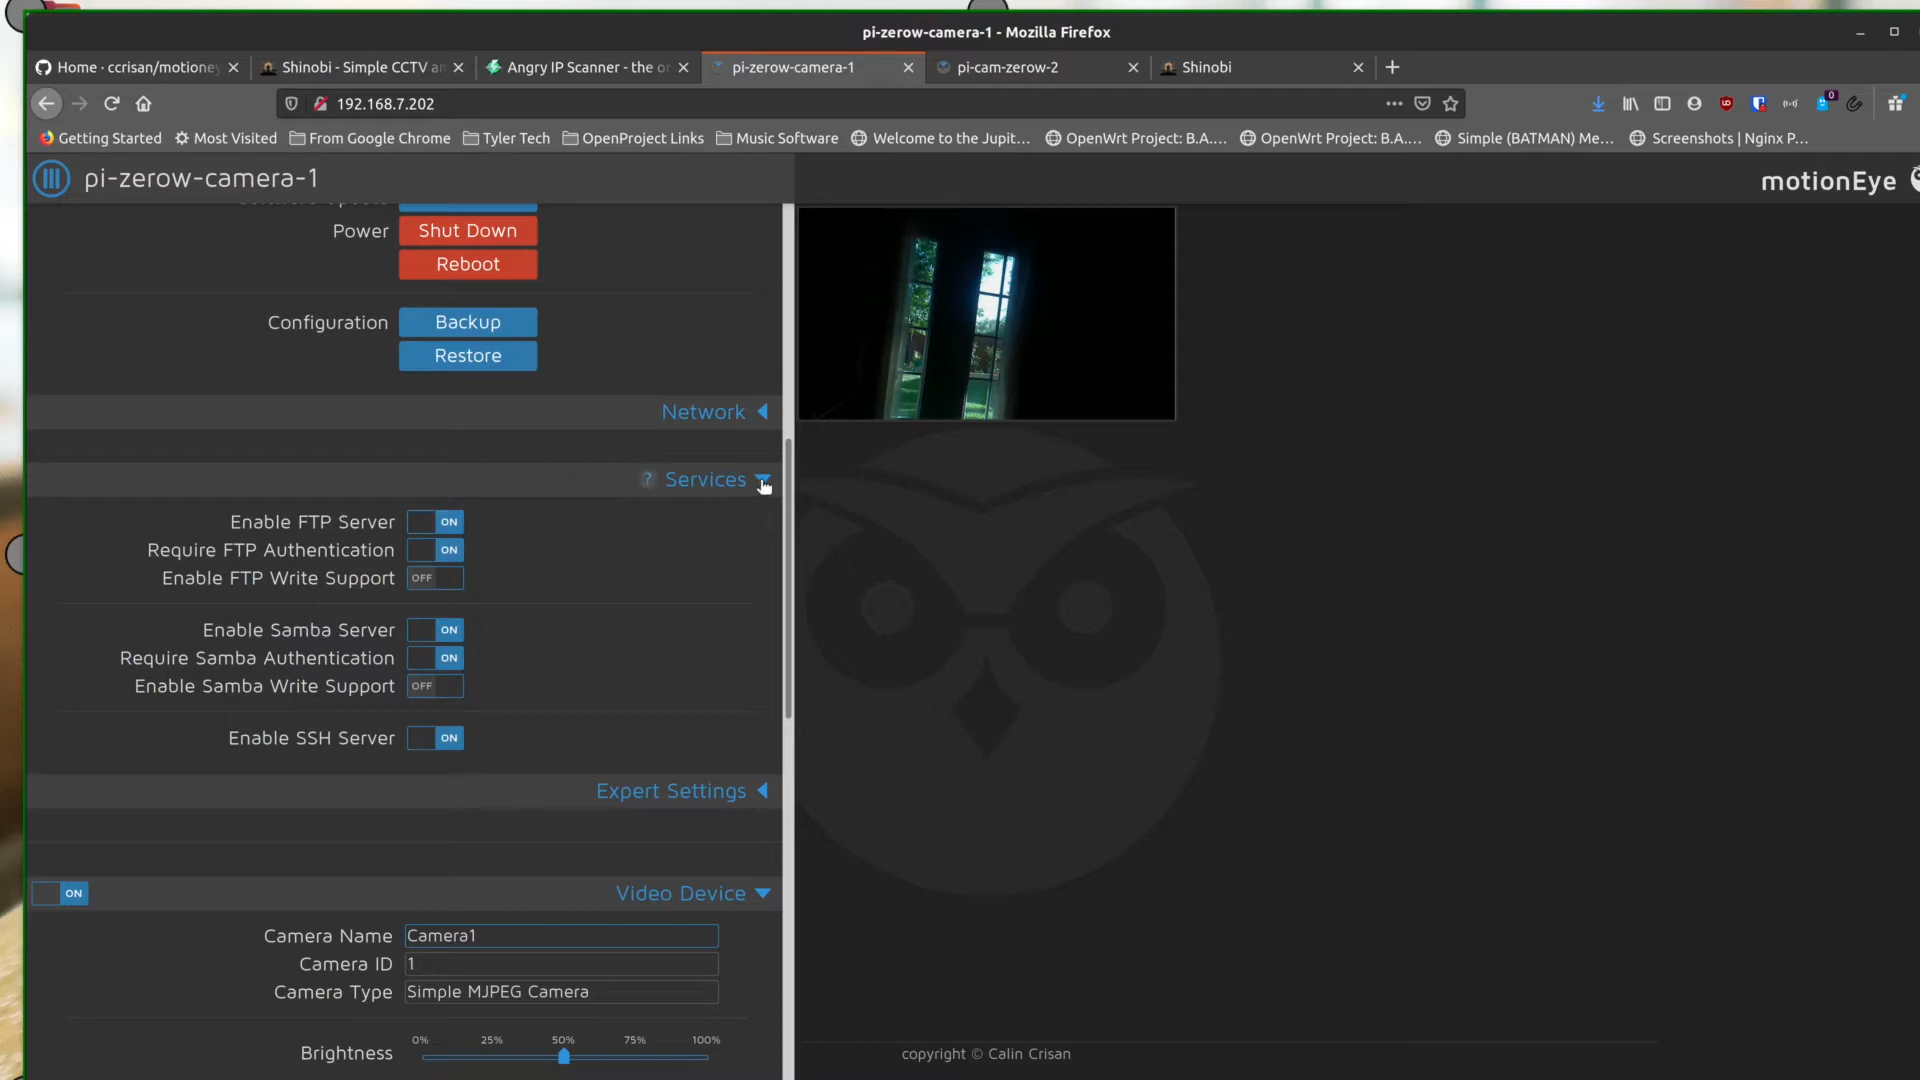 pi-zerow-camera-1 - Mozilla Firefox
Home · ccrisan/motioney
Shinobi - Simple CCTV an
Angry IP Scanner - the or
pi-zerow-camera-1
pi-cam-zerow-2
Shinobi
192.168.7.202
0
Getting Started
Most Visited
From Google Chrome
Tyler Tech
OpenProject Links
Music Software
Welcome to the Jupit...
OpenWrt Project: B.A....
OpenWrt Project: B.A....
Simple (BATMAN) Me...
Screenshots | Nginx P...
pi-zerow-camera-1
motionEye
Power
Shut Down
Reboot
Configuration
Backup
Restore
Network
? Services
Enable FTP Server ON
Require FTP Authentication ON
Enable FTP Write Support OFF
Enable Samba Server ON
Require Samba Authentication ON
Enable Samba Write Support OFF
Enable SSH Server ON
Expert Settings
ON Video Device
Camera Name Camera1
Camera ID 1
Camera Type Simple MJPEG Camera
0% 25% 50% 75% 100%
Brightness
copyright © Calin Crisan